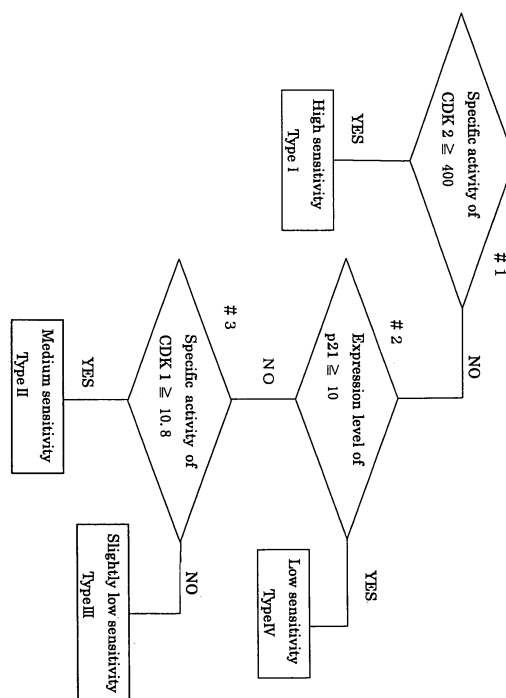 # 1
Specific activity of
CDK 2 ≧ 400
YES
High sensitivity
Type I
NO
# 2
Expression level of
p21 ≧ 10
YES
Low sensitivity
TypeIV
NO
# 3
Specific activity of
CDK 1 ≧ 10.8
YES
Medium sensitivity
Type II
NO
Slightly low sensitivity
TypeIII